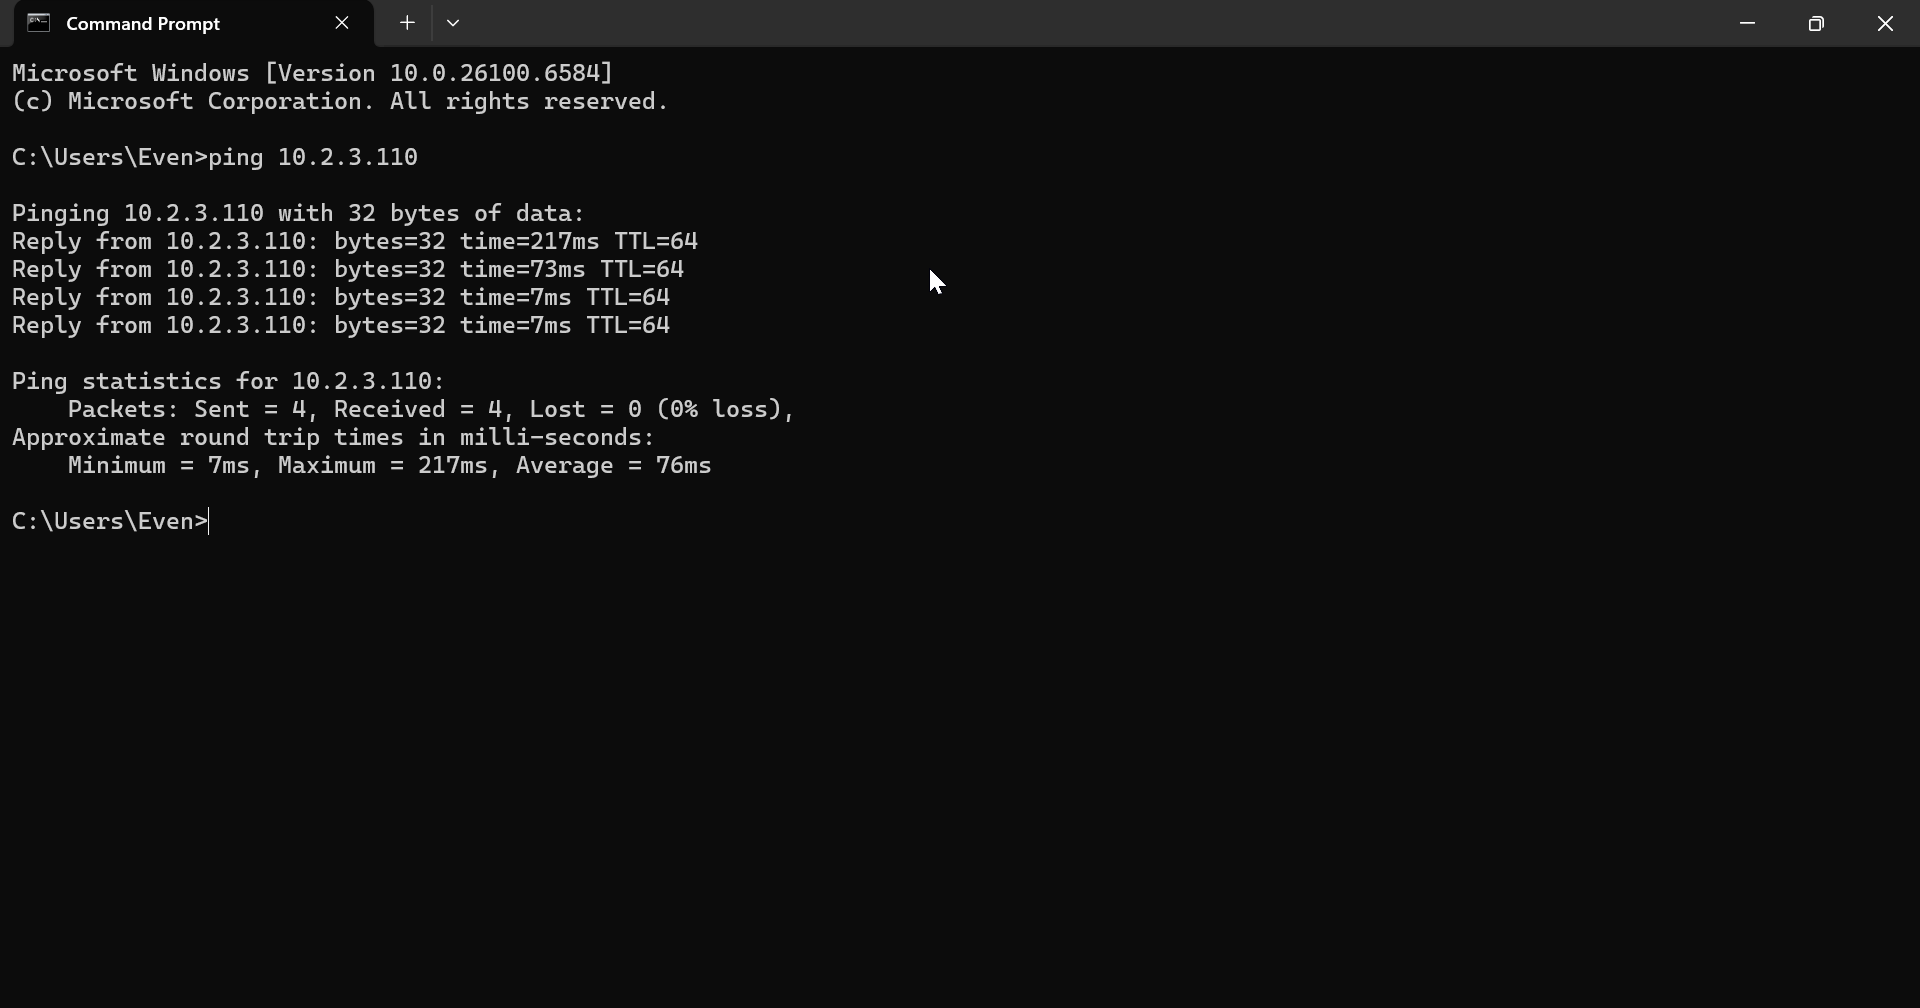 Command Prompt
Microsoft Windows [Version 10.0.26100.6584]
(c) Microsoft Corporation. All rights reserved.
C:\Users\Even>ping 10.2.3.110
Pinging 10.2.3.110 with 32 bytes of data:
Reply from 10.2.3.110: bytes=32 time=217ms TTL=64
Reply from 10.2.3.110: bytes=32 time=73ms TTL=64
Reply from 10.2.3.110: bytes=32 time=7ms TTL=64
Reply from 10.2.3.110: bytes=32 time=7ms TTL=64
Ping statistics for 10.2.3.110:
    Packets: Sent = 4, Received = 4, Lost = 0 (0% loss),
Approximate round trip times in milli-seconds:
    Minimum = 7ms, Maximum = 217ms, Average = 76ms
C:\Users\Even>